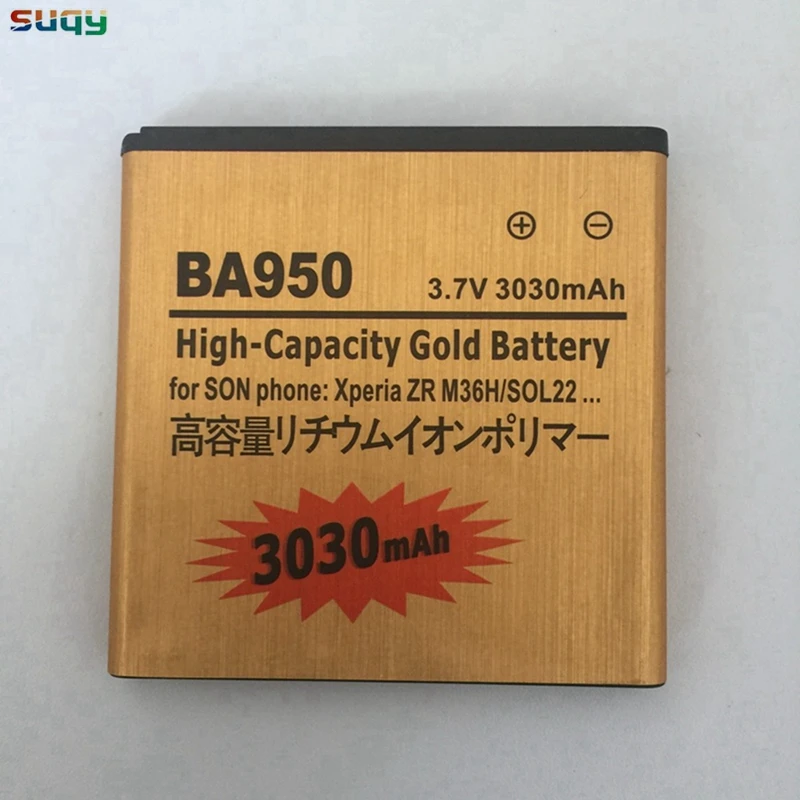 suqy
⊕ ⊖
BA950 3.7V 3030mAh
High-Capacity Gold Battery
for SON phone: Xperia ZR M36H/SOL22 ...
高容量リチウムイオンポリマー
3030mAh